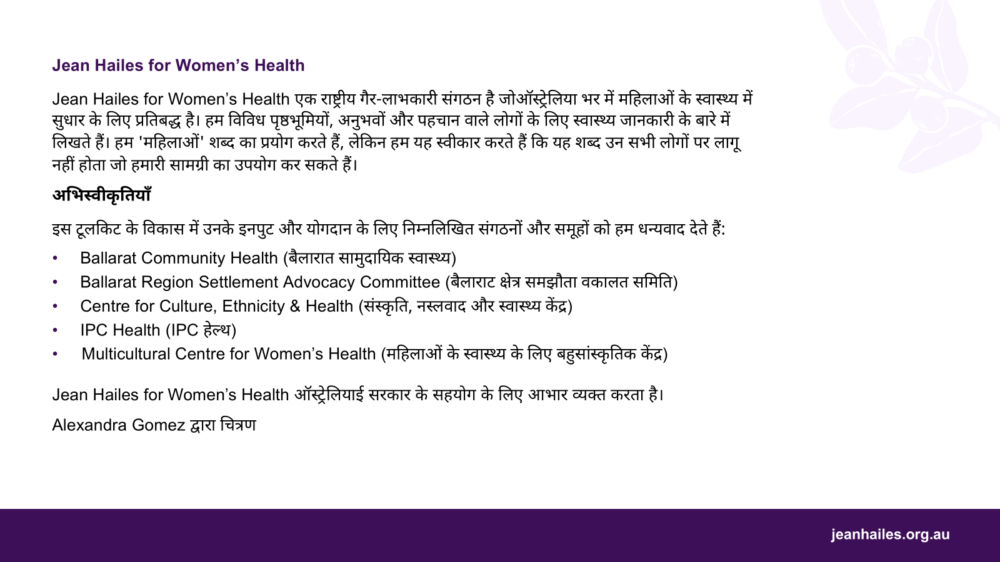 Jean Hailes for Women’s Health
Jean Hailes for Women’s Health एक राष्ट्रीय गैर-लाभकारी संगठन है जोऑस्ट्रेलिया भर में महिलाओं के स्वास्थ्य में
सुधार के लिए प्रतिबद्ध है। हम विविध पृष्ठभूमियों, अनुभवों और पहचान वाले लोगों के लिए स्वास्थ्य जानकारी के बारे में
लिखते हैं। हम 'महिलाओं' शब्द का प्रयोग करते हैं, लेकिन हम यह स्वीकार करते हैं कि यह शब्द उन सभी लोगों पर लागू
नहीं होता जो हमारी सामग्री का उपयोग कर सकते हैं।
अभिस्वीकृतियाँ
इस टूलकिट के विकास में उनके इनपुट और योगदान के लिए निम्नलिखित संगठनों और समूहों को हम धन्यवाद देते हैं:
• Ballarat Community Health (बैलारात सामुदायिक स्वास्थ्य)
• Ballarat Region Settlement Advocacy Committee (बैलाराट क्षेत्र समझौता वकालत समिति)
• Centre for Culture, Ethnicity & Health (संस्कृति, नस्लवाद और स्वास्थ्य केंद्र)
• IPC Health (IPC हेल्थ)
• Multicultural Centre for Women’s Health (महिलाओं के स्वास्थ्य के लिए बहुसांस्कृतिक केंद्र)
Jean Hailes for Women’s Health ऑस्ट्रेलियाई सरकार के सहयोग के लिए आभार व्यक्त करता है।
Alexandra Gomez द्वारा चित्रण
jeanhailes.org.au